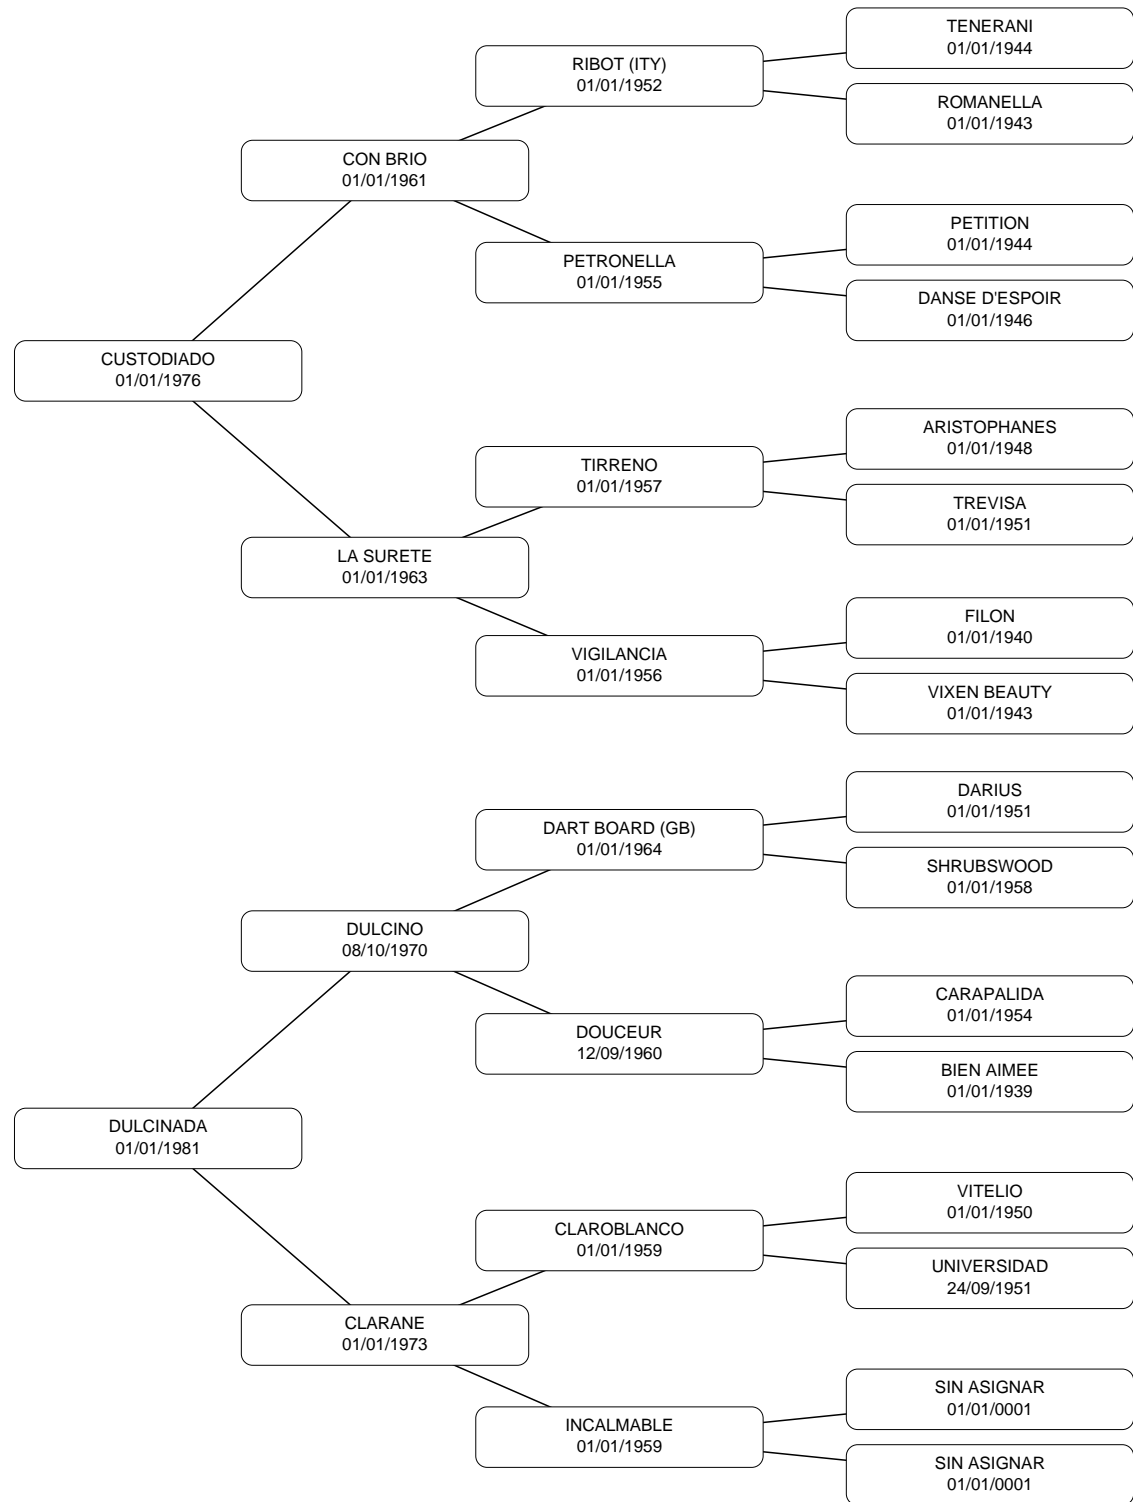 TENERANI
01/01/1944
RIBOT (ITY)
01/01/1952
ROMANELLA
01/01/1943
CON BRIO
01/01/1961
PETITION
01/01/1944
PETRONELLA
01/01/1955
DANSE D'ESPOIR
01/01/1946
CUSTODIADO
01/01/1976
ARISTOPHANES
01/01/1948
TIRRENO
01/01/1957
TREVISA
01/01/1951
LA SURETE
01/01/1963
FILON
01/01/1940
VIGILANCIA
01/01/1956
VIXEN BEAUTY
01/01/1943
DARIUS
01/01/1951
DART BOARD (GB)
01/01/1964
SHRUBSWOOD
01/01/1958
DULCINO
08/10/1970
CARAPALIDA
01/01/1954
DOUCEUR
12/09/1960
BIEN AIMEE
01/01/1939
DULCINADA
01/01/1981
VITELIO
01/01/1950
CLAROBLANCO
01/01/1959
UNIVERSIDAD
24/09/1951
CLARANE
01/01/1973
SIN ASIGNAR
01/01/0001
INCALMABLE
01/01/1959
SIN ASIGNAR
01/01/0001